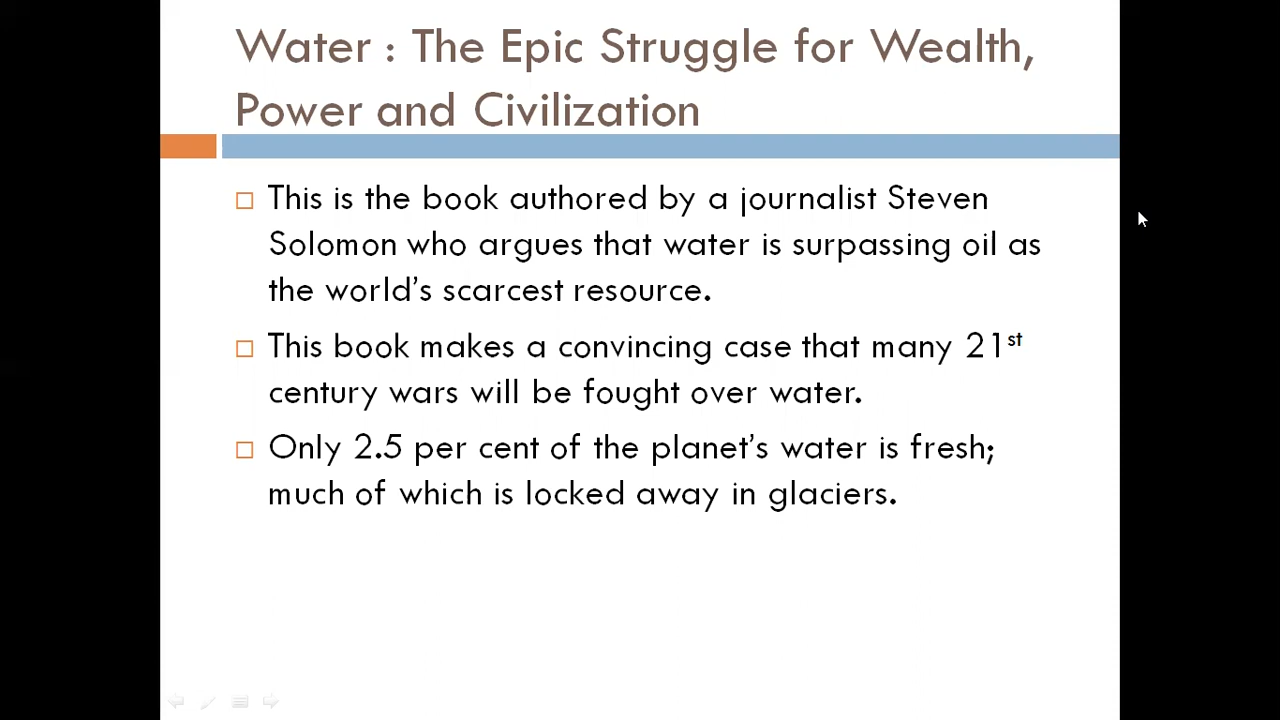 Water : The Epic Struggle for Wealth,
Power and Civilization
This is the book authored by a journalist Steven
Solomon who argues that water is surpassing oil as
the world's scarcest resource.
This book makes a convincing case that many 21st
century wars will be fought over water.
Only 2.5 per cent of the planet's water is fresh;
much of which is locked away in glaciers.